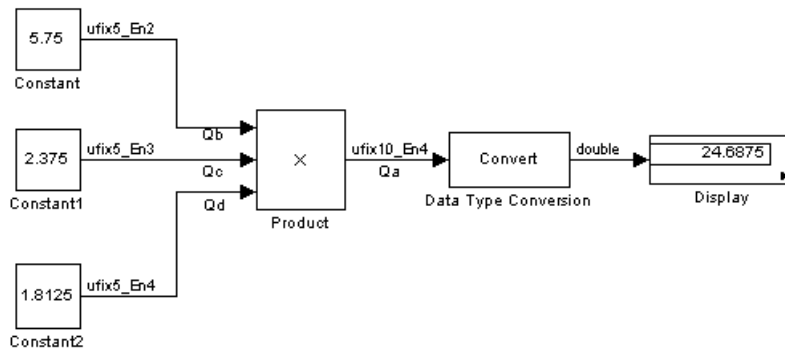 5.75
ufix5_En2
Constant
Qb
2.375
ufix5_En3
Qc
Constant1
Qd
×
Product
ufix10_En4
Qa
Convert
Data Type Conversion
double
24.6875
Display
1.8125
ufix5_En4
Constant2